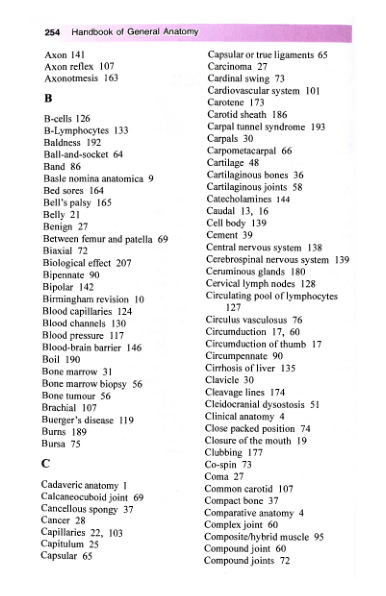 254 Handbook of General Anatomy
Axon 141
Axon reflex 107
Axonotmesis 163
B
B-cells 126
B-Lymphocytes 133
Baldness 192
Ball-and-socket 64
Band 86
Basle nomina anatomica 9
Bed sores 164
Bell's palsy 165
Belly 21
Benign 27
Between femur and patella 69
Biaxial 72
Biological effect 207
Bipennate 90
Bipolar 142
Birmingham revision 10
Blood capillaries 124
Blood channels 130
Blood pressure 117
Blood-brain barrier 146
Boil 190
Bone marrow 31
Bone marrow biopsy 56
Bone tumour 56
Brachial 107
Buerger's disease 119
Burns 189
Bursa 75
C
Cadaveric anatomy 1
Calcaneocuboid joint 69
Cancellous spongy 37
Cancer 28
Capillaries 22, 103
Capitulum 25
Capsular 65
Capsular or true ligaments 65
Carcinoma 27
Cardinal swing 73
Cardiovascular system 101
Carotene 173
Carotid sheath 186
Carpal tunnel syndrome 193
Carpals 30
Carpometacarpal 66
Cartilage 48
Cartilaginous bones 36
Cartilaginous joints 58
Catecholamines 144
Caudal 13, 16
Cell body 139
Cement 39
Central nervous system 138
Cerebrospinal nervous system 139
Ceruminous glands 180
Cervical lymph nodes 128
Circulating pool of lymphocytes
127
Circulus vasculosus 76
Circumduction 17, 60
Circumduction of thumb 17
Circumpennate 90
Cirrhosis of liver 135
Clavicle 30
Cleavage lines 174
Cleidocranial dysostosis 51
Clinical anatomy 4
Close packed position 74
Closure of the mouth 19
Clubbing 177
Co-spin 73
Coma 27
Common carotid 107
Compact bone 37
Comparative anatomy 4
Complex joint 60
Composite/hybrid muscle 95
Compound joint 60
Compound joints 72